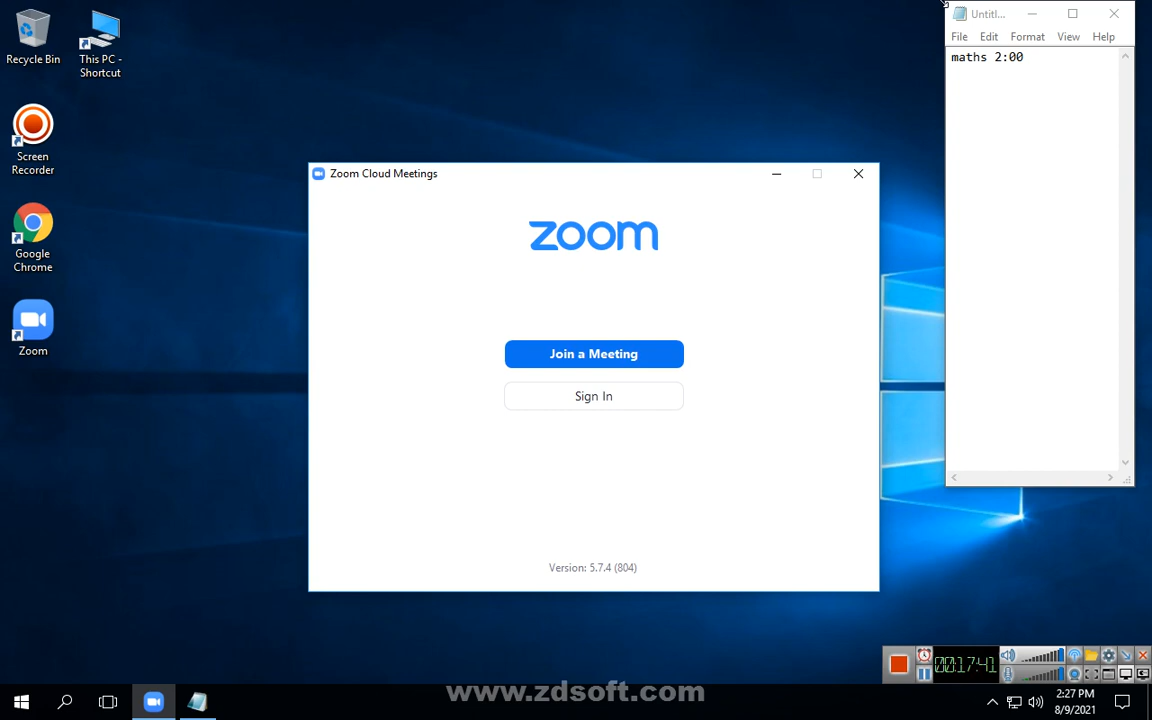 Recycle Bin
This PC -
Shortcut
Screen
Recorder
Google
Chrome
Zoom
Zoom Cloud Meetings
zoom
Join a Meeting
Sign In
Version: 5.7.4 (804)
Untitl...
File Edit Format View Help
maths 2:00
00:17:41
www.zdsoft.com
2:27 PM
8/9/2021